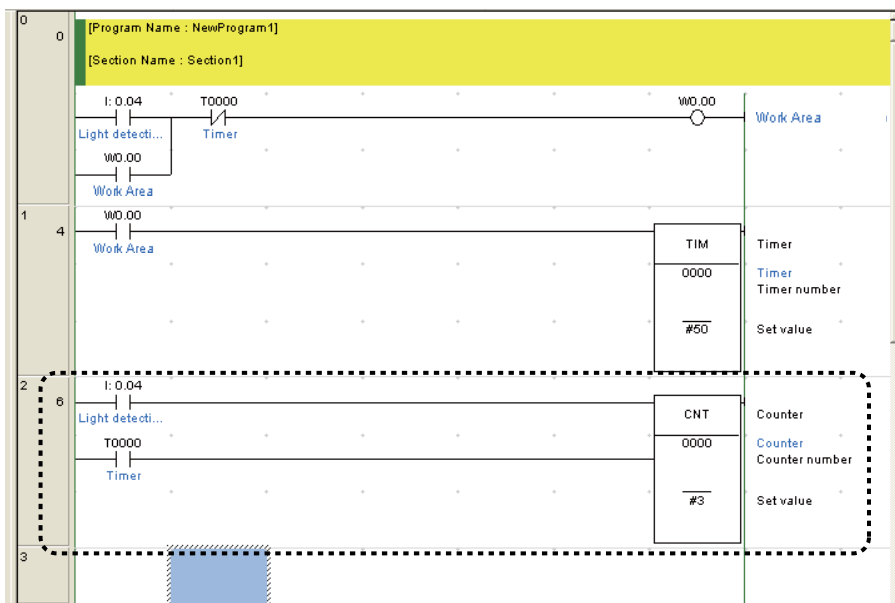 0
0
[Program Name : NewProgram1]
[Section Name : Section1]
I: 0.04 T0000 W0.00
Light detecti... Timer Work Area
W0.00
Work Area
1
4
W0.00
Work Area
TIM Timer
0000 Timer
Timer number
#50 Set value
2
6
I: 0.04
Light detecti...
CNT Counter
T0000
Timer
0000 Counter
Counter number
#3 Set value
3